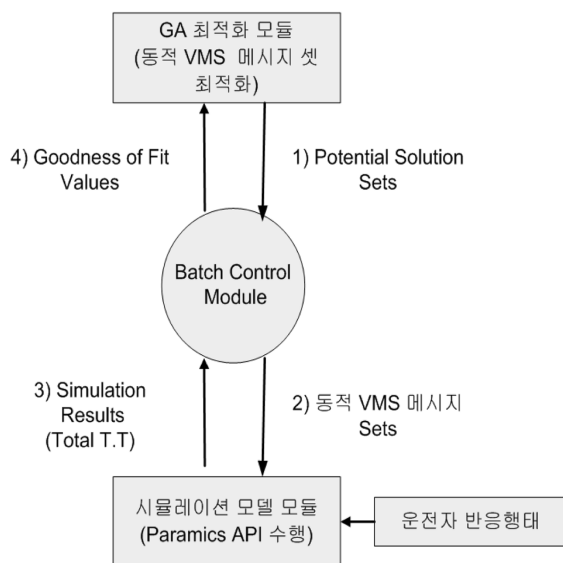 GA 최적화 모듈
(동적 VMS 메시지 셋
최적화)
4) Goodness of Fit
Values
1) Potential Solution
Sets
Batch Control
Module
3) Simulation
Results
(Total T.T)
2) 동적 VMS 메시지
Sets
시뮬레이션 모델 모듈
(Paramics API 수행)
운전자 반응행태